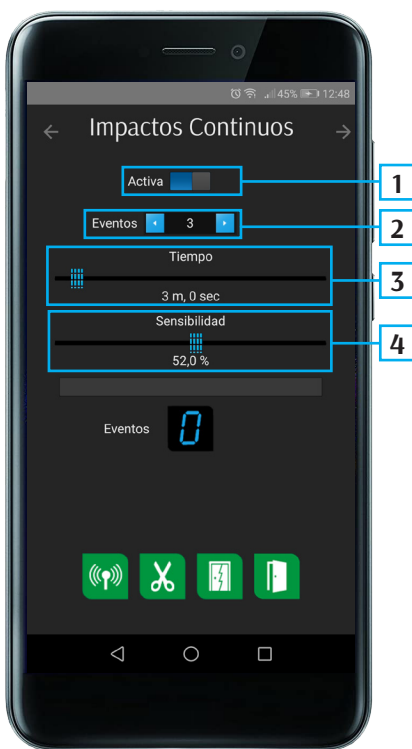 45% 12:48
Impactos Continuos
Activa
1
Eventos 3
2
Tiempo
3 m, 0 sec
3
Sensibilidad
52,0 %
4
Eventos 0